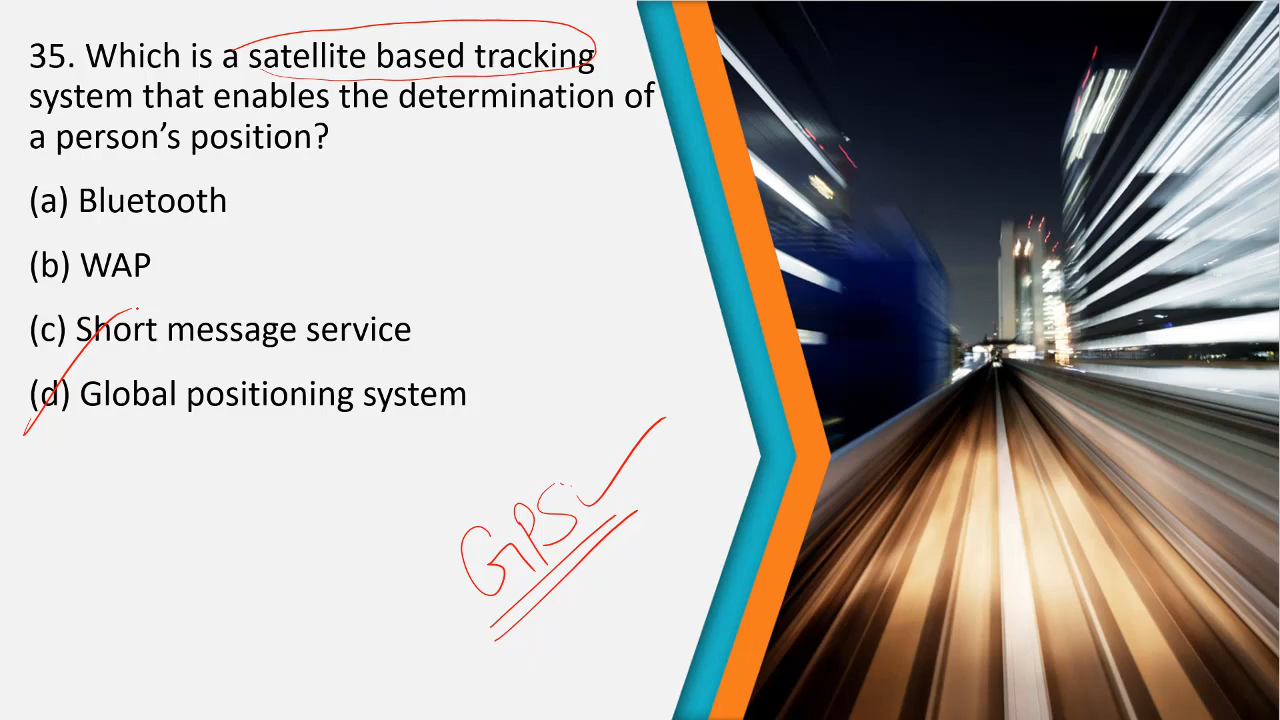 35. Which is a satellite based tracking
system that enables the determination of
a person’s position?
(a) Bluetooth
(b) WAP
(c) Short message service
(d) Global positioning system
GPS